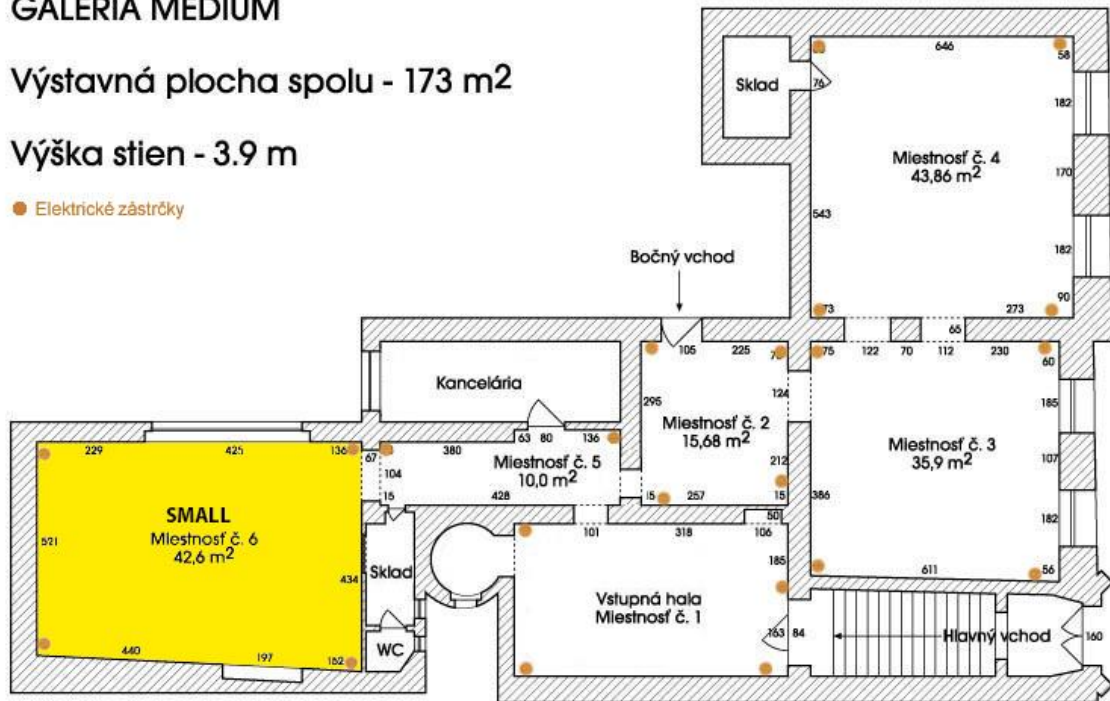 GALÉRIA MEDIUM
Výstavná plocha spolu - 173 m2
Výška stien - 3.9 m
Elektrické zástrčky
646
58
Sklad
76
182
Miestnosť č. 4
43,86 m2
170
543
182
Bočný vchod
90
73
273
65
105
225
75
122
70
112
230
60
Kancelária
295
124
185
Miestnosť č. 2
15,68 m2
Miestnosť č. 3
35,9 m2
107
63
80
136
229
425
136
67
380
104
Miestnosť č. 5
10,0 m2
212
386
182
15
428
15
257
15
50
SMALL
Miestnosť č. 6
42,6 m2
521
101
318
106
434
Sklad
185
611
56
Vstupná hala
Miestnosť č. 1
163
84
Hlavný vchod
160
WC
440
197
152